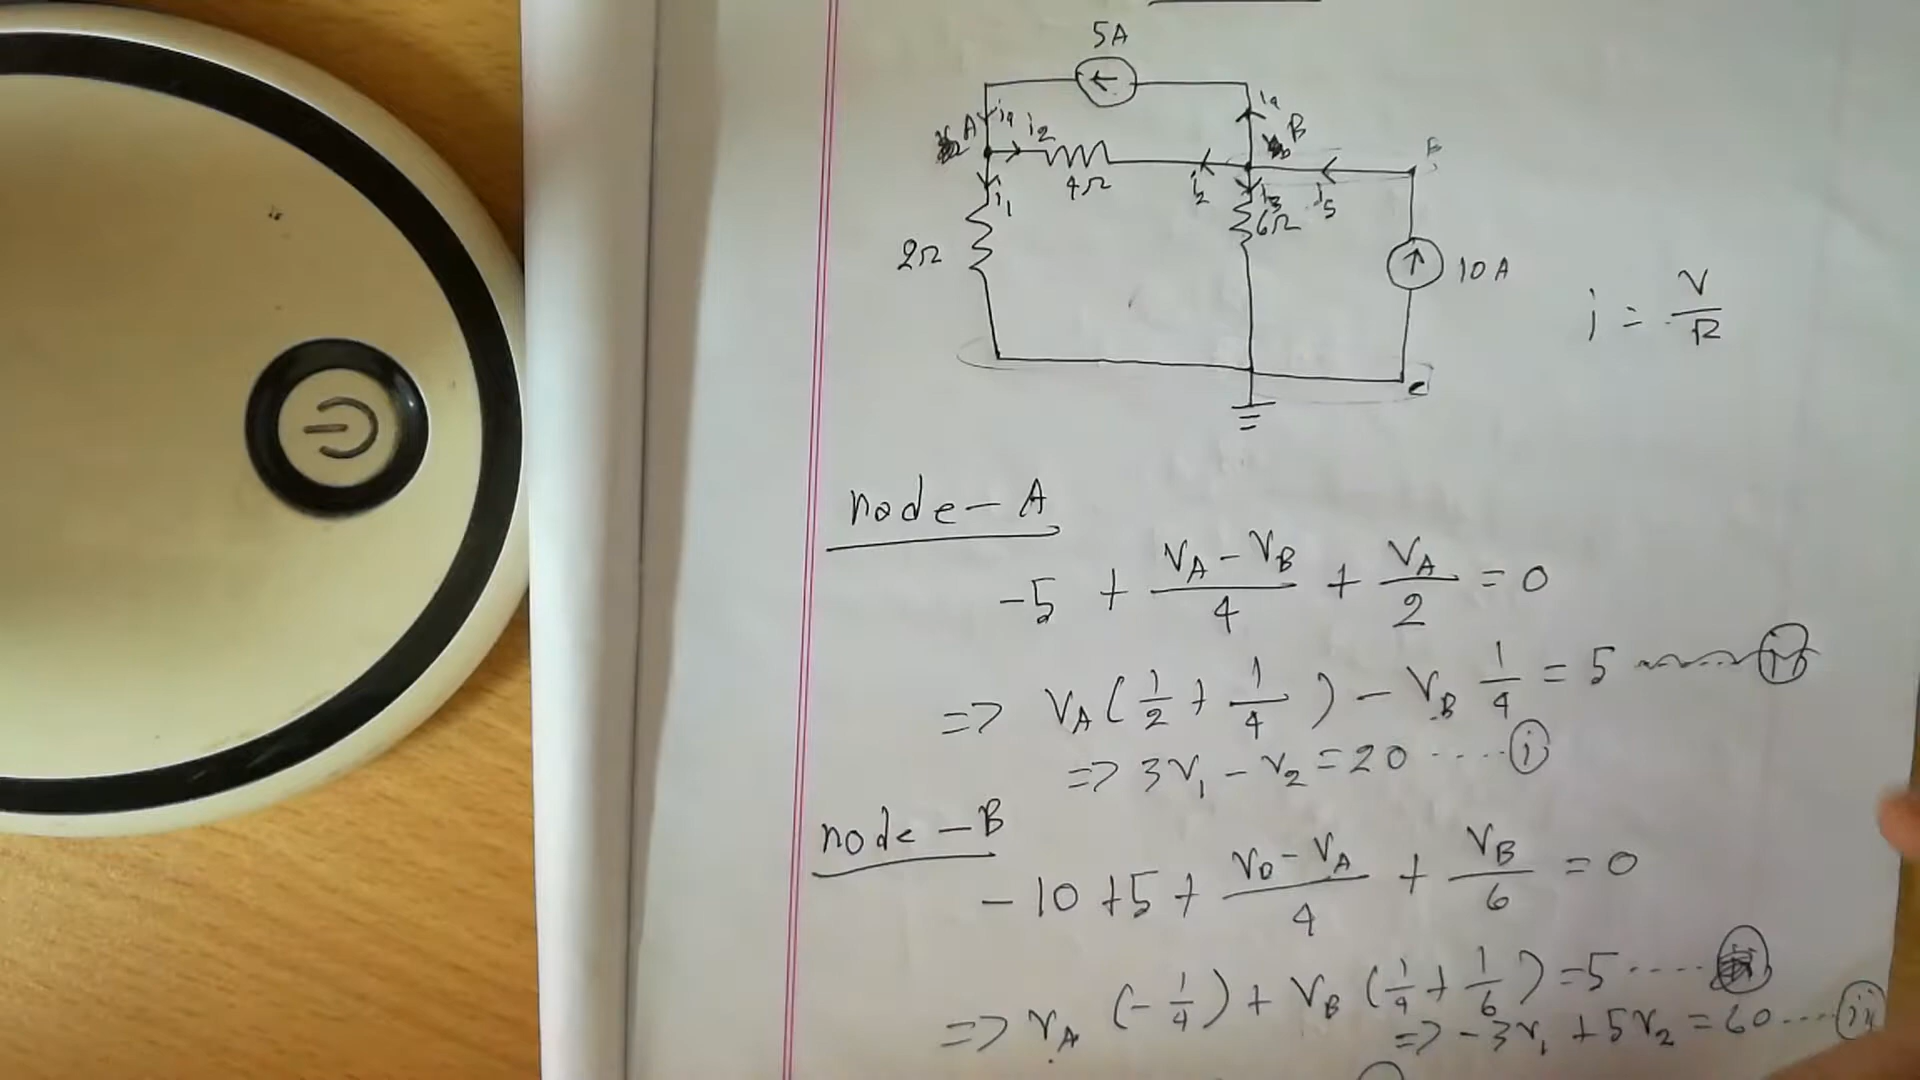 5A
i4
i4
A
i2
B
4Ω
i2
i3
i5
i1
6Ω
2Ω
10A
i = V/R
node-A
-5 + (VA - VB)/4 + VA/2 = 0
=> VA (1/2 + 1/4) - VB 1/4 = 5
=> 3V1 - V2 = 20 ---- (i)
node-B
-10 + 5 + (VB - VA)/4 + VB/6 = 0
=> VA (-1/4) + VB (1/4 + 1/6) = 5 ----
=> -3V1 + 5V2 = 60 ---- (ii)